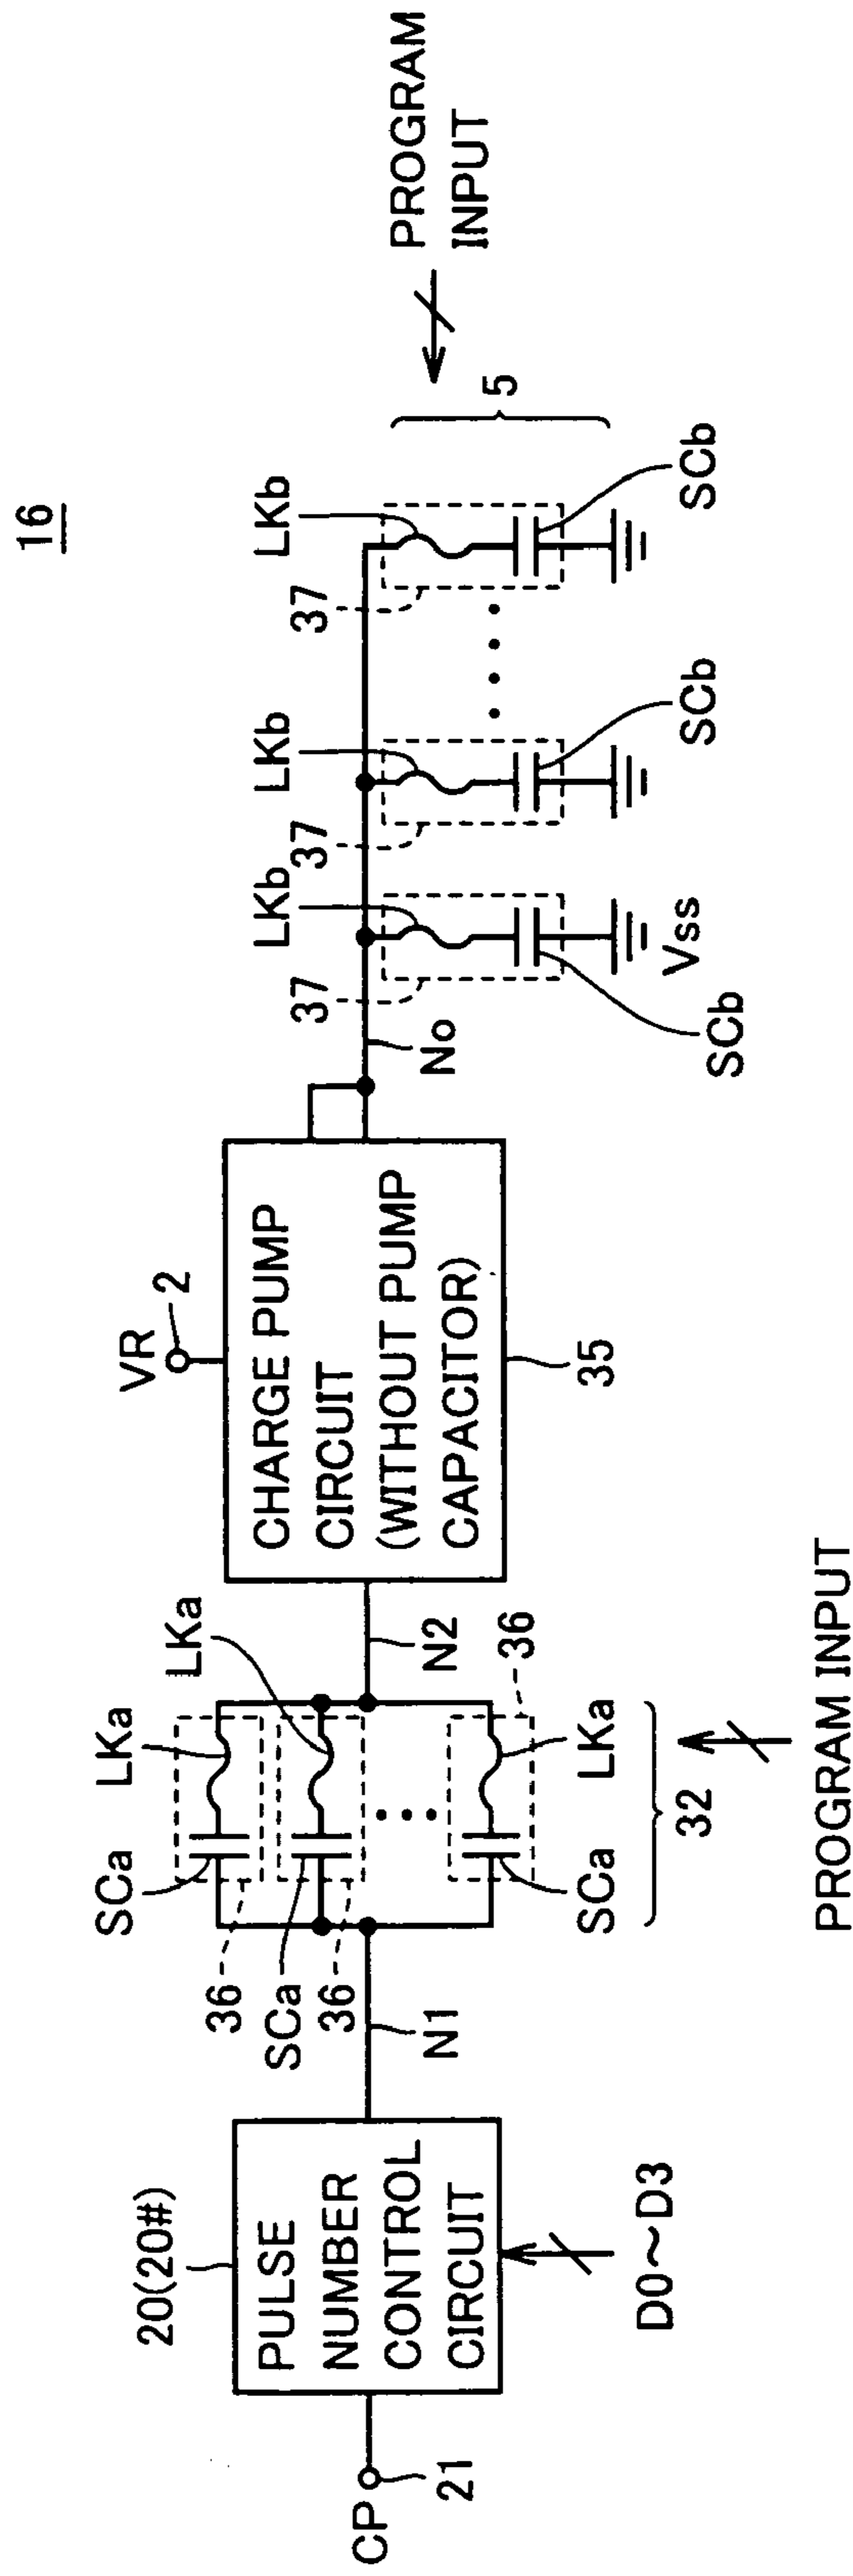 16
CP
21
20(20#)
PULSE
NUMBER
CONTROL
CIRCUIT
D0~D3
N1
SCa
LKa
36
SCa
LKa
36
SCa
LKa
36
32
PROGRAM INPUT
N2
VR
2
CHARGE PUMP
CIRCUIT
(WITHOUT PUMP
CAPACITOR)
35
No
37
LKb
SCb
Vss
37
LKb
SCb
37
LKb
SCb
5
PROGRAM
INPUT